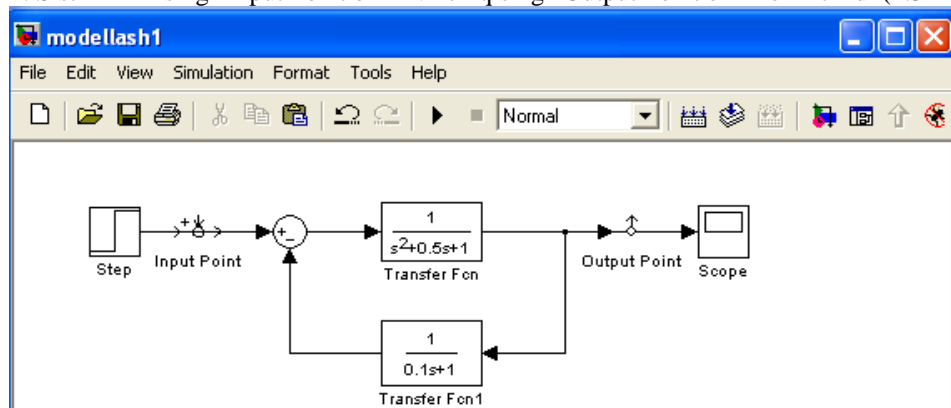 modellash1
File Edit View Simulation Format Tools Help
Normal
Step
Input Point
1
s²+0.5s+1
Transfer Fcn
Output Point
Scope
1
0.1s+1
Transfer Fcn1